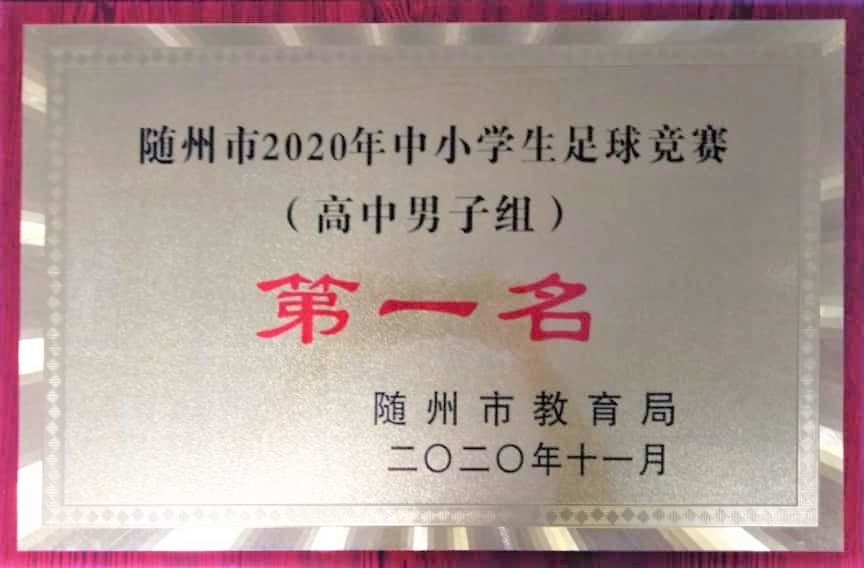 随州市2020年中小学生足球竞赛
（高中男子组）
第一名
随州市教育局
二〇二〇年十一月